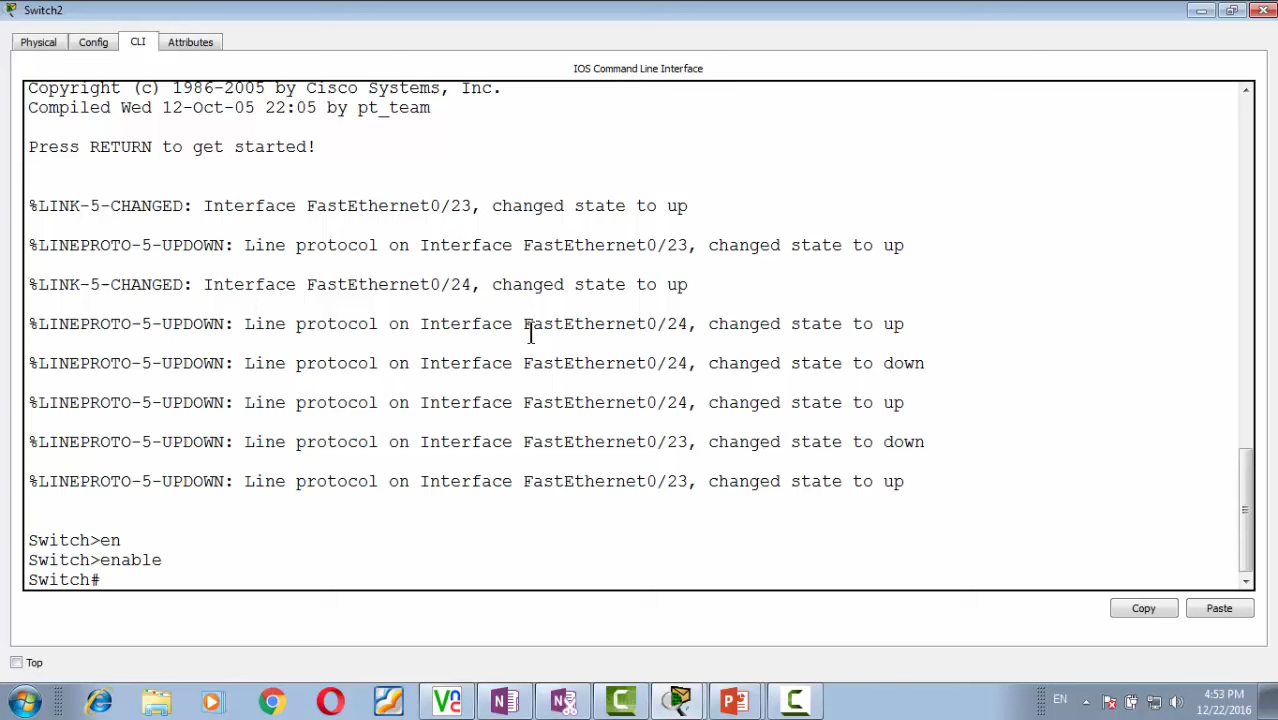 Switch2
Physical Config CLI Attributes
IOS Command Line Interface
Copyright (c) 1986-2005 by Cisco Systems, Inc.
Compiled Wed 12-Oct-05 22:05 by pt_team
Press RETURN to get started!
%LINK-5-CHANGED: Interface FastEthernet0/23, changed state to up
%LINEPROTO-5-UPDOWN: Line protocol on Interface FastEthernet0/23, changed state to up
%LINK-5-CHANGED: Interface FastEthernet0/24, changed state to up
%LINEPROTO-5-UPDOWN: Line protocol on Interface FastEthernet0/24, changed state to up
%LINEPROTO-5-UPDOWN: Line protocol on Interface FastEthernet0/24, changed state to down
%LINEPROTO-5-UPDOWN: Line protocol on Interface FastEthernet0/24, changed state to up
%LINEPROTO-5-UPDOWN: Line protocol on Interface FastEthernet0/23, changed state to down
%LINEPROTO-5-UPDOWN: Line protocol on Interface FastEthernet0/23, changed state to up
Switch>en
Switch>enable
Switch#
Copy Paste
Top
EN 4:53 PM
12/22/2016